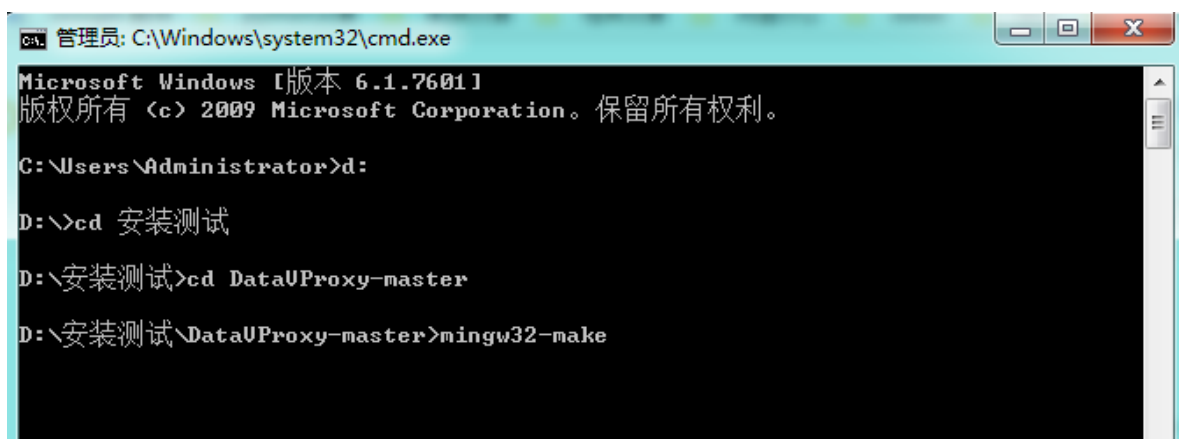 管理员: C:\Windows\system32\cmd.exe
Microsoft Windows [版本 6.1.7601]
版权所有 (c) 2009 Microsoft Corporation。保留所有权利。
C:\Users\Administrator>d:
D:\>cd 安装测试
D:\安装测试>cd DataVProxy-master
D:\安装测试\DataVProxy-master>mingw32-make